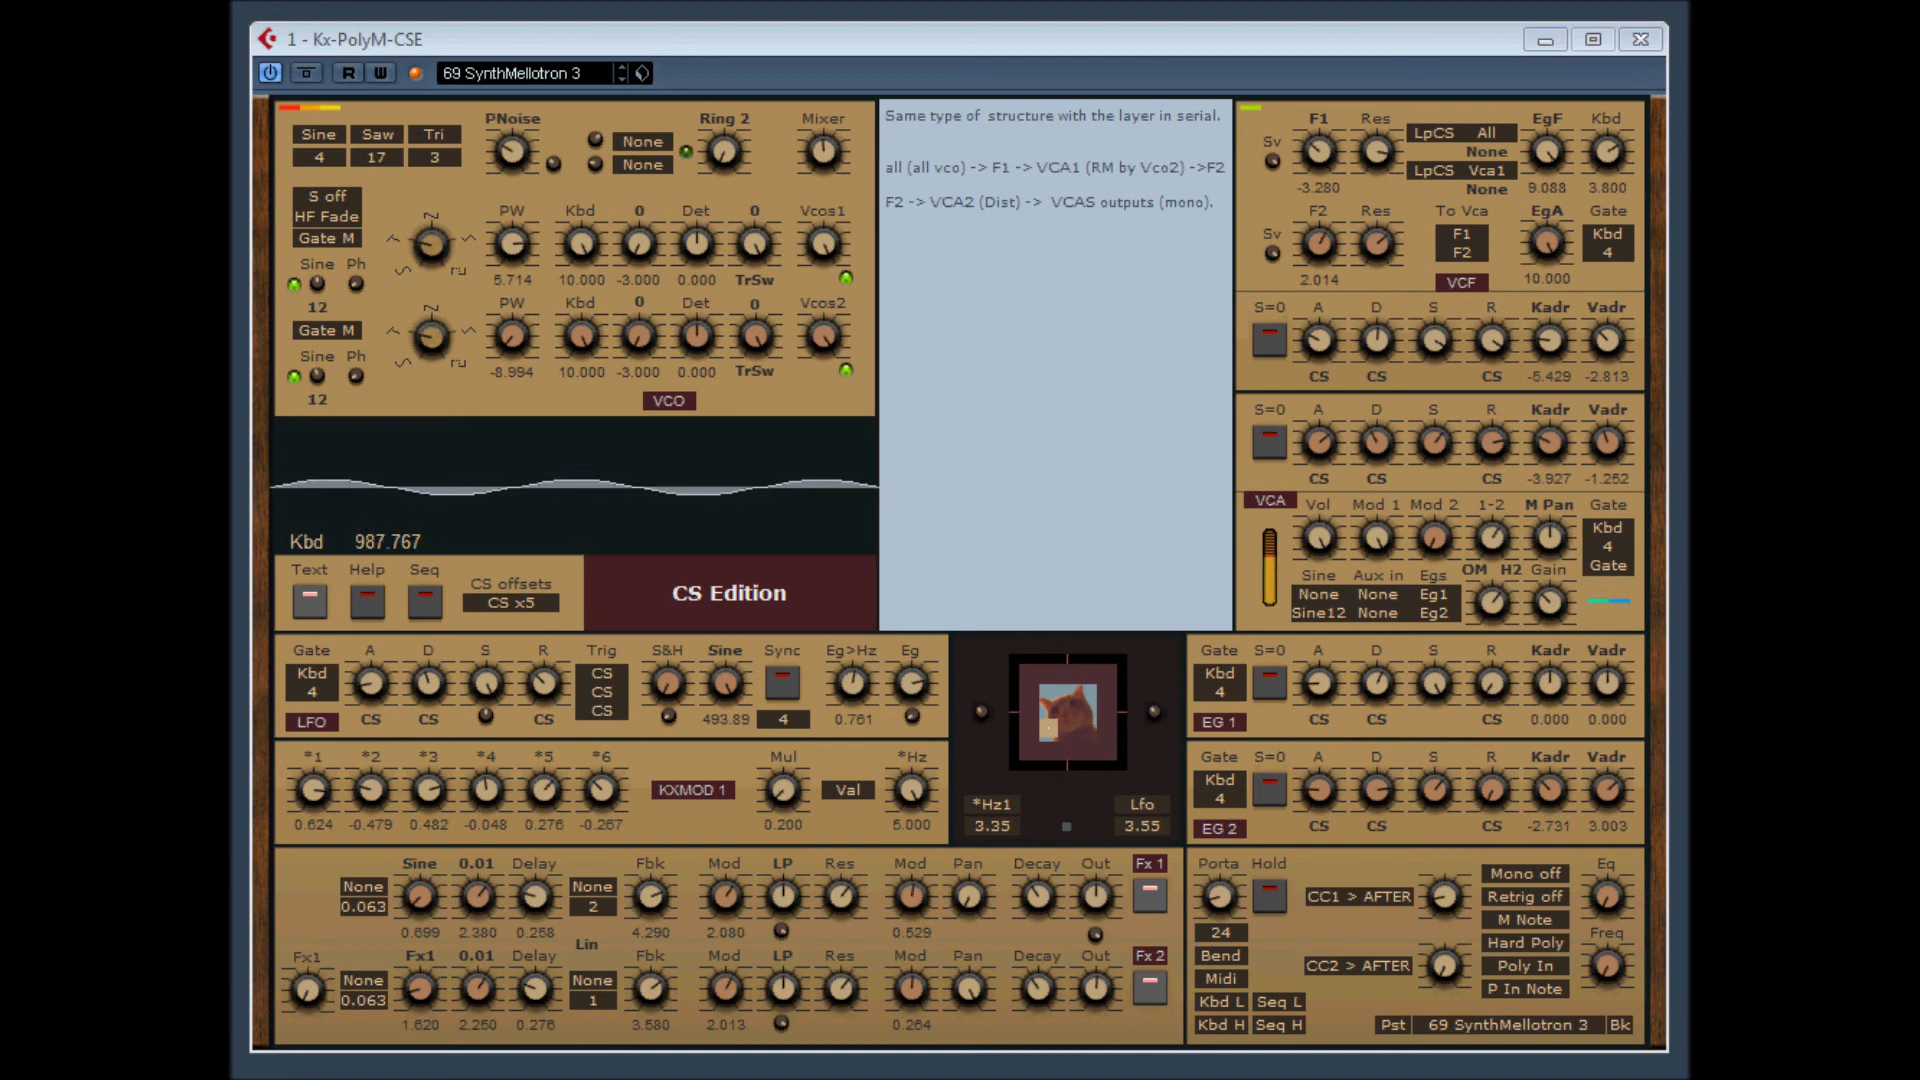 1 - Kx-PolyM-CSE
R W 69 SynthMellotron 3
Sine Saw Tri PNoise None Ring 2 Mixer
4 17 3 None
S off
HF Fade
Gate M
PW Kbd 0 Det 0 Vcos1
Sine Ph
5.714 10.000 -3.000 0.000 TrSw
12
PW Kbd 0 Det 0 Vcos2
Gate M
Sine Ph
-8.994 10.000 -3.000 0.000 TrSw
12
VCO
Kbd 987.767
Text Help Seq CS offsets
CS x5
CS Edition
Same type of structure with the layer in serial.
all (all vco) -> F1 -> VCA1 (RM by Vco2) ->F2
F2 -> VCA2 (Dist) -> VCAS outputs (mono).
F1 Res LpCS All EgF Kbd
Sv None
LpCS Vca1
-3.280 None 9.088 3.800
F2 Res To Vca EgA Gate
Sv F1 Kbd
F2 4
2.014 VCF 10.000
S=0 A D S R Kadr Vadr
CS CS CS -5.429 -2.813
S=0 A D S R Kadr Vadr
CS CS CS -3.927 -1.252
VCA Vol Mod 1 Mod 2 1-2 M Pan Gate
Kbd
4
Gate
Sine Aux in Egs OM H2 Gain
None None Eg1
Sine12 None Eg2
Gate A D S R Trig S&H Sine Sync Eg>Hz Eg
Kbd CS
4 CS
LFO CS CS CS CS 493.89 4 0.761
*1 *2 *3 *4 *5 *6 Mul *Hz
KXMOD 1 Val
0.624 -0.479 0.482 -0.048 0.276 -0.267 0.200 5.000
*Hz1 Lfo
3.35 3.55
Gate S=0 A D S R Kadr Vadr
Kbd
4
EG 1 CS CS CS 0.000 0.000
Gate S=0 A D S R Kadr Vadr
Kbd
4
EG 2 CS CS CS -2.731 3.003
Sine 0.01 Delay Fbk Mod LP Res Mod Pan Decay Out Fx 1
None None
0.063 2
0.699 2.380 0.258 4.290 2.080 0.529
Lin
Fx1 Fx1 0.01 Delay Fbk Mod LP Res Mod Pan Decay Out Fx 2
None None
0.063 1
1.620 2.250 0.276 3.580 2.013 0.264
Porta Hold Mono off Eq
CC1 > AFTER Retrig off
24 M Note
Bend Hard Poly Freq
Midi CC2 > AFTER Poly In
Kbd L Seq L P In Note
Kbd H Seq H Pst 69 SynthMellotron 3 Bk